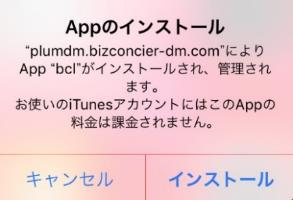 Appのインストール
“plumdm.bizconcier-dm.com”により
App “bcl”がインストールされ、管理され
ます。
お使いのiTunesアカウントにはこのAppの
料金は課金されません。
キャンセル
インストール